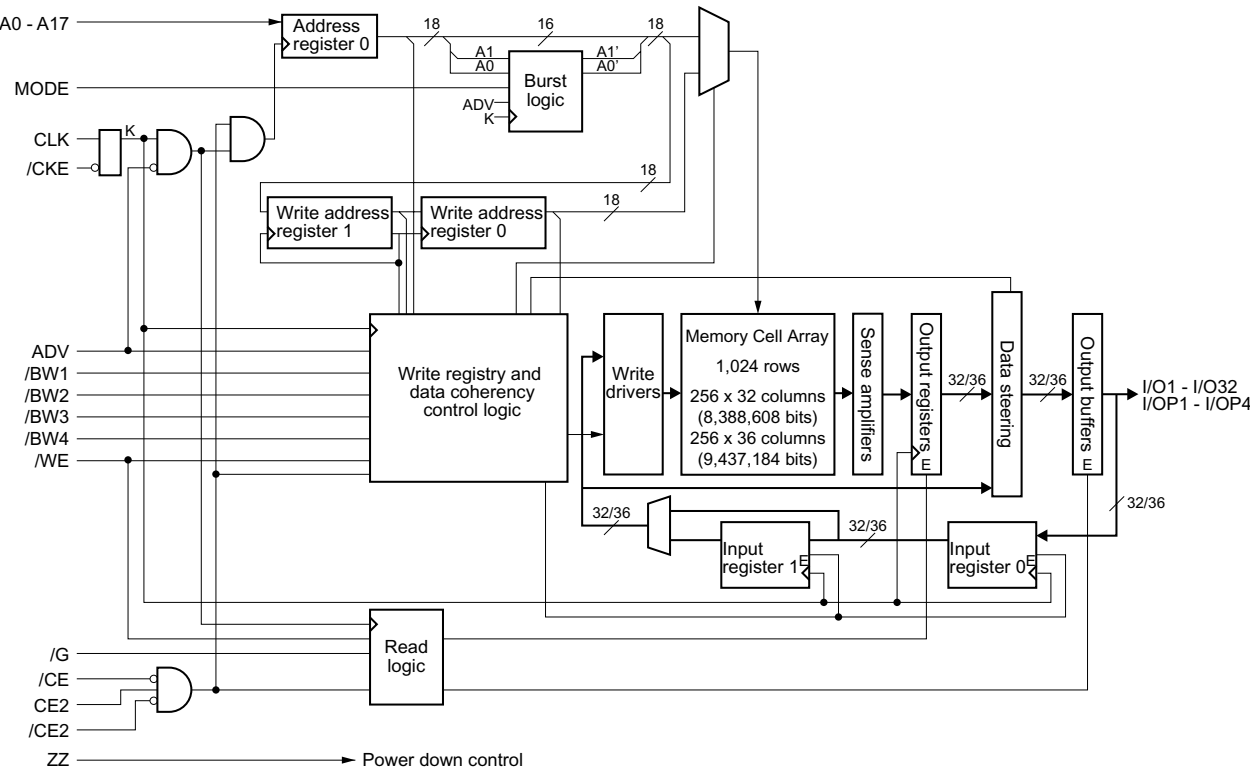 A0 - A17
Address
register 0
18
16
18
A1
A0
A1'
A0'
Burst
logic
MODE
ADV
K
CLK
K
/CKE
18
18
Write address
register 1
Write address
register 0
ADV
/BW1
/BW2
/BW3
/BW4
/WE
Write registry and
data coherency
control logic
Write
drivers
Memory Cell Array
1,024 rows
256 x 32 columns
(8,388,608 bits)
256 x 36 columns
(9,437,184 bits)
Sense amplifiers
Output registers
E
32/36
Data steering
32/36
Output buffers
E
I/O1 - I/O32
I/OP1 - I/OP4
32/36
32/36
32/36
Input
register 1
E
Input
register 0
E
Read
logic
/G
/CE
CE2
/CE2
ZZ
Power down control